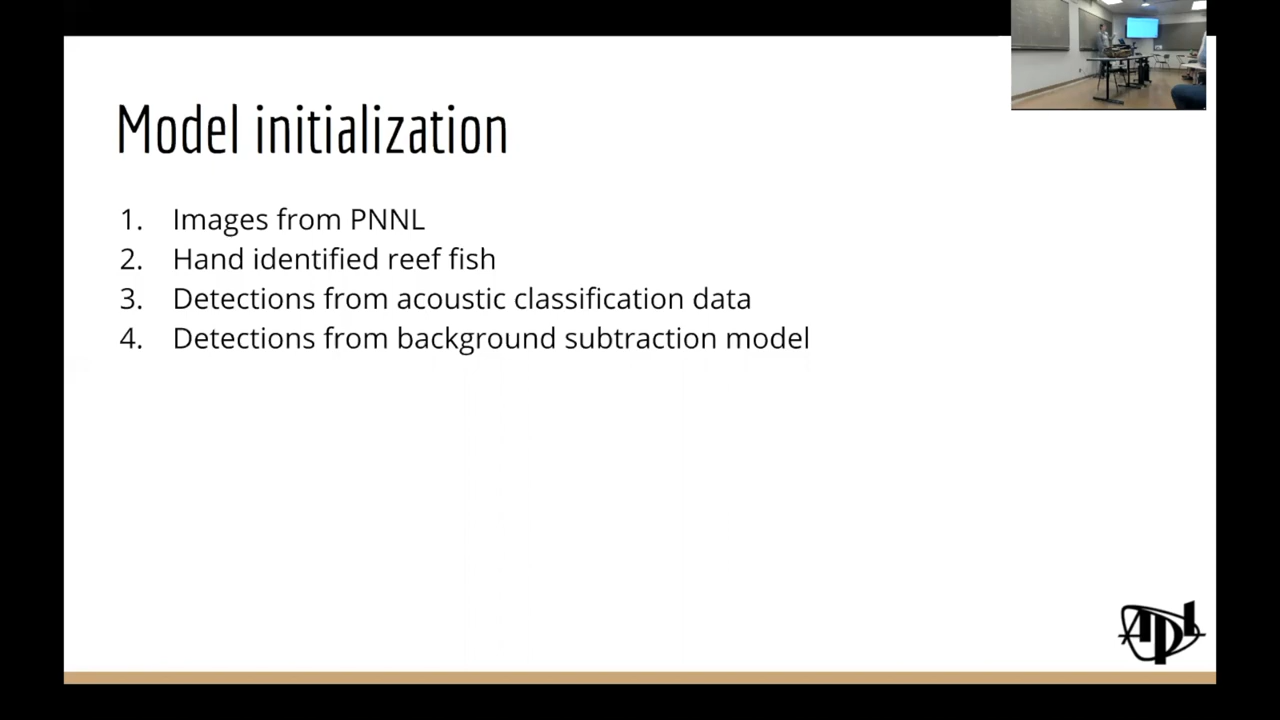 Model initialization
1. Images from PNNL
2. Hand identified reef fish
3. Detections from acoustic classification data
4. Detections from background subtraction model
APL